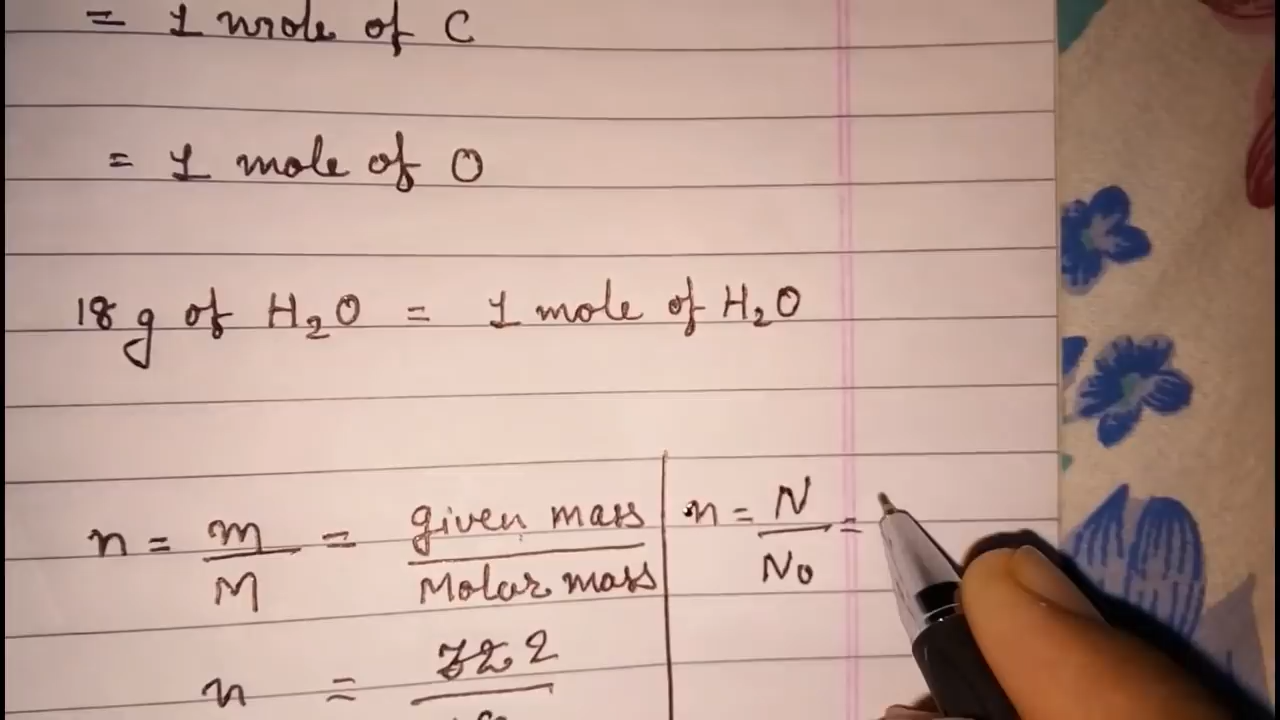 = 1 mole of C
= 1 mole of O
18 g of H₂O = 1 mole of H₂O
n = m/M = given mass/Molar mass
n = N/N₀ =
n =